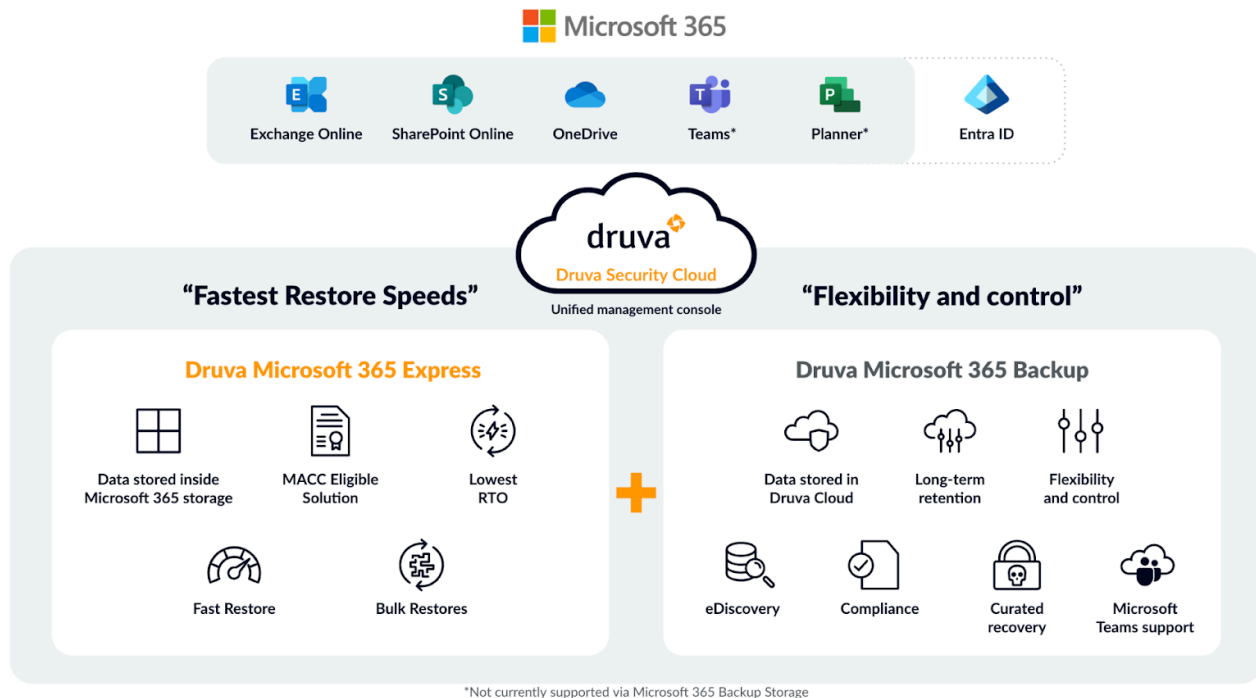 Microsoft 365
Exchange Online
SharePoint Online
OneDrive
Teams*
Planner*
Entra ID
druva
Druva Security Cloud
Unified management console
“Fastest Restore Speeds”
“Flexibility and control”
Druva Microsoft 365 Express
Data stored inside
Microsoft 365 storage
MACC Eligible
Solution
Lowest
RTO
Fast Restore
Bulk Restores
Druva Microsoft 365 Backup
Data stored in
Druva Cloud
Long-term
retention
Flexibility
and control
eDiscovery
Compliance
Curated
recovery
Microsoft
Teams support
*Not currently supported via Microsoft 365 Backup Storage